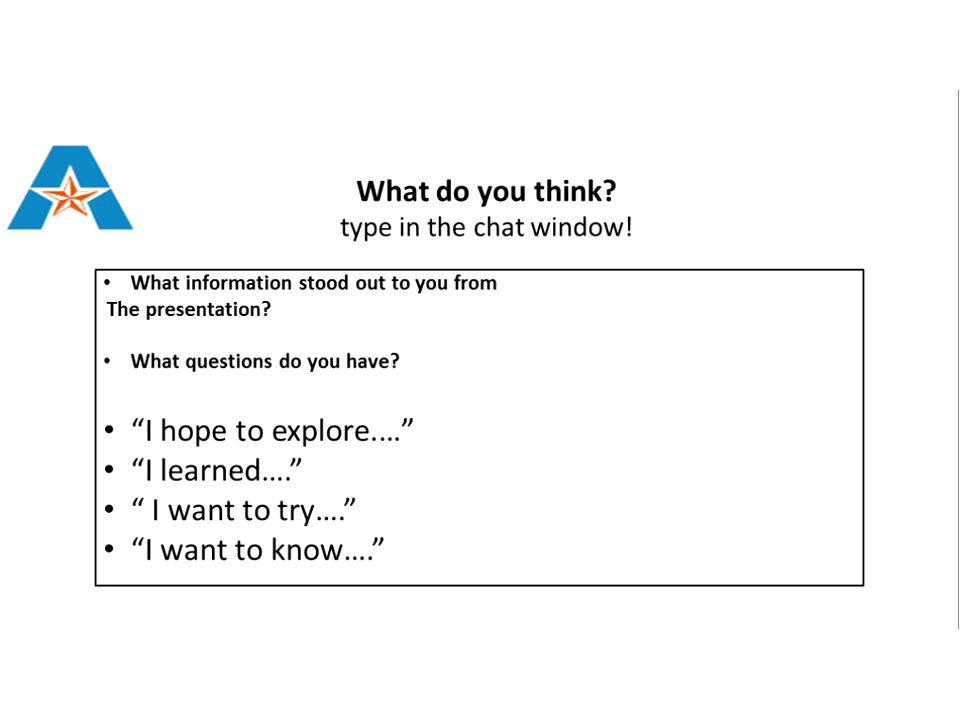 What do you think?
type in the chat window!
• What information stood out to you from
The presentation?
• What questions do you have?
• “I hope to explore….”
• “I learned….”
• “ I want to try….”
• “I want to know….”